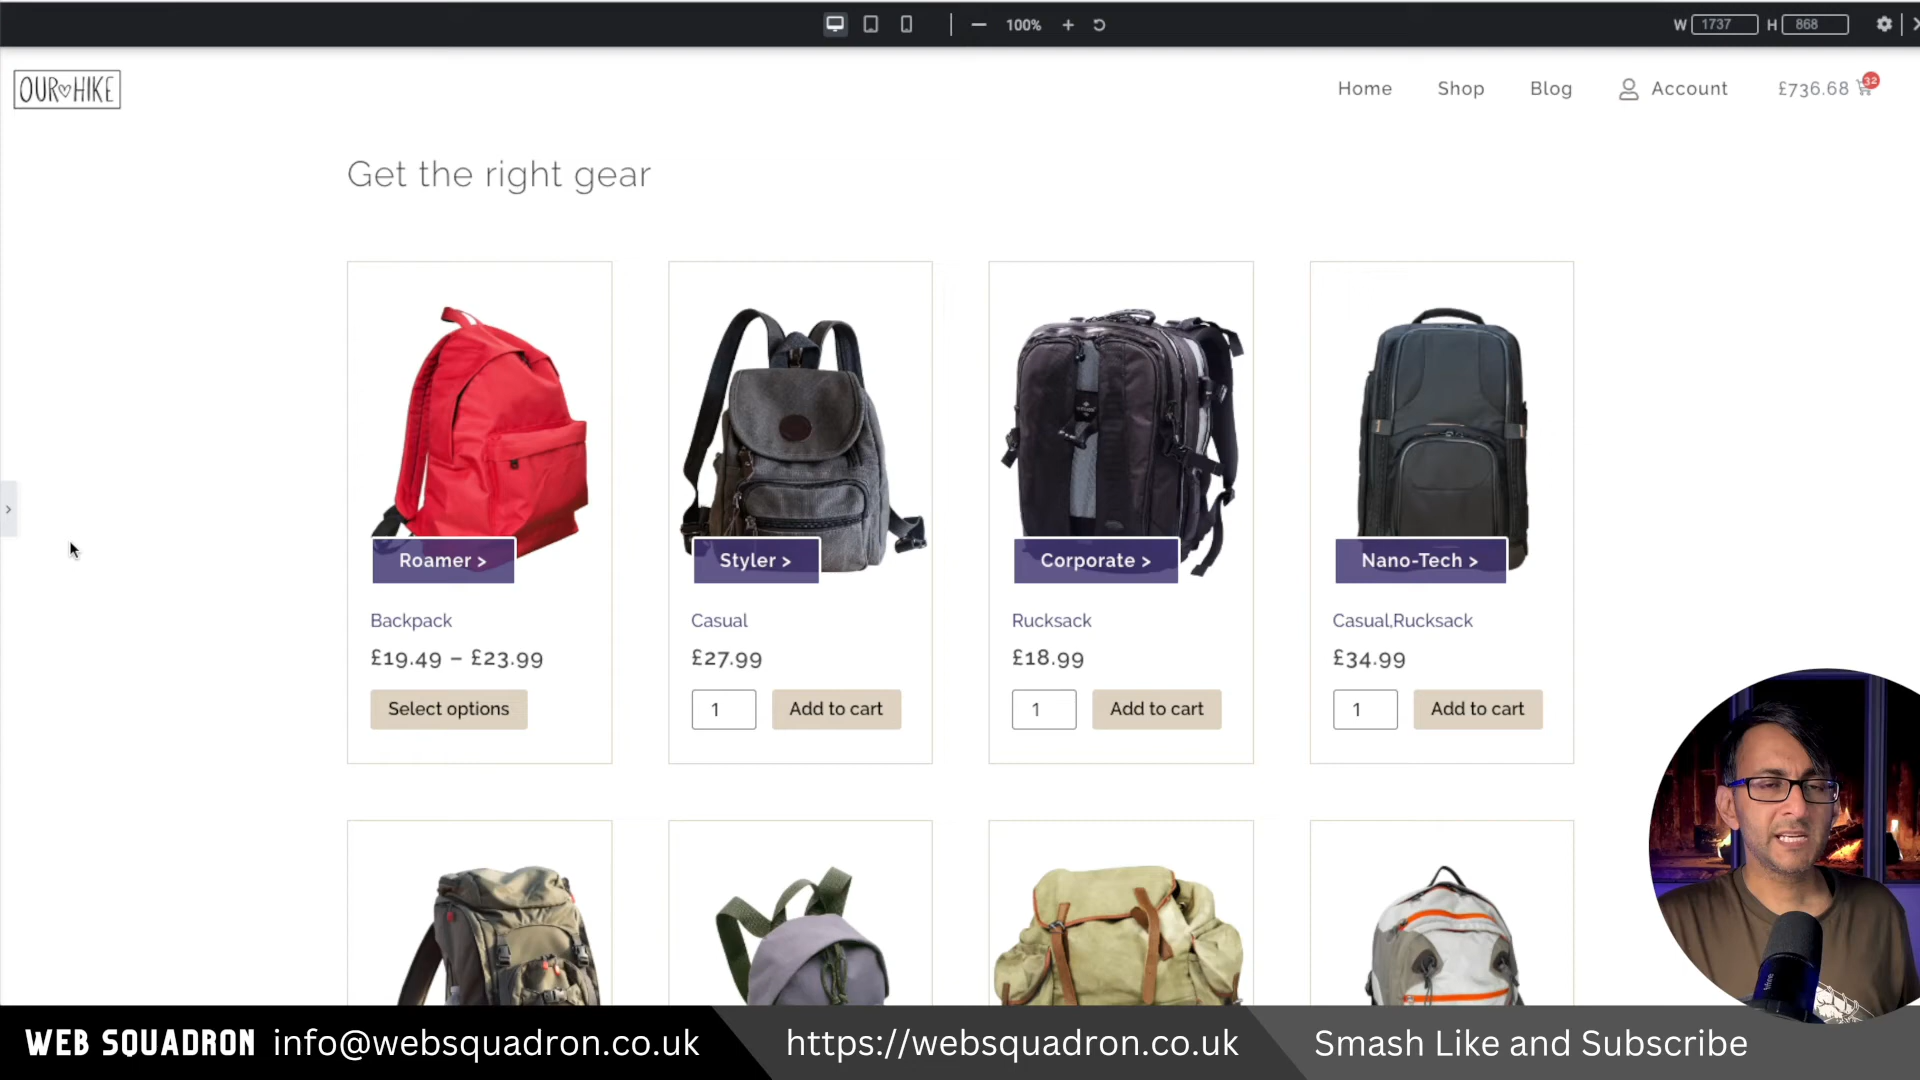 100%
W 1737 H 868
OUR HIKE
Home Shop Blog Account £736.68 32
Get the right gear
Roamer > Styler > Corporate > Nano-Tech >
Backpack Casual Rucksack Casual,Rucksack
£19.49 – £23.99 £27.99 £18.99 £34.99
Select options 1 Add to cart 1 Add to cart 1 Add to cart
WEB SQUADRON info@websquadron.co.uk https://websquadron.co.uk Smash Like and Subscribe